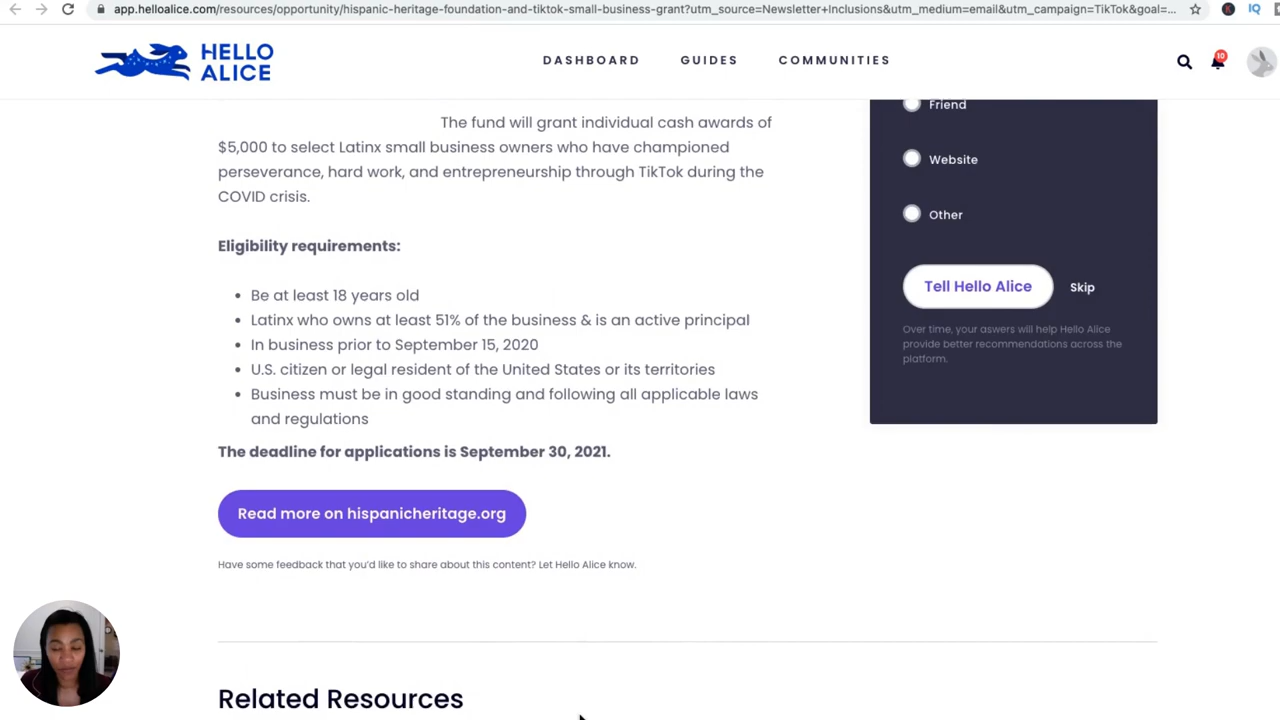 app.helloalice.com/resources/opportunity/hispanic-heritage-foundation-and-tiktok-small-business-grant?utm_source=Newsletter+Inclusions&utm_medium=email&utm_campaign=TikTok&goal=...
K
IQ
HELLO
ALICE
DASHBOARD
GUIDES
COMMUNITIES
10
The fund will grant individual cash awards of
$5,000 to select Latinx small business owners who have championed
perseverance, hard work, and entrepreneurship through TikTok during the
COVID crisis.
Eligibility requirements:
• Be at least 18 years old
• Latinx who owns at least 51% of the business & is an active principal
• In business prior to September 15, 2020
• U.S. citizen or legal resident of the United States or its territories
• Business must be in good standing and following all applicable laws
and regulations
The deadline for applications is September 30, 2021.
Read more on hispanicheritage.org
Have some feedback that you'd like to share about this content? Let Hello Alice know.
Related Resources
Friend
Website
Other
Tell Hello Alice
Skip
Over time, your aswers will help Hello Alice
provide better recommendations across the
platform.